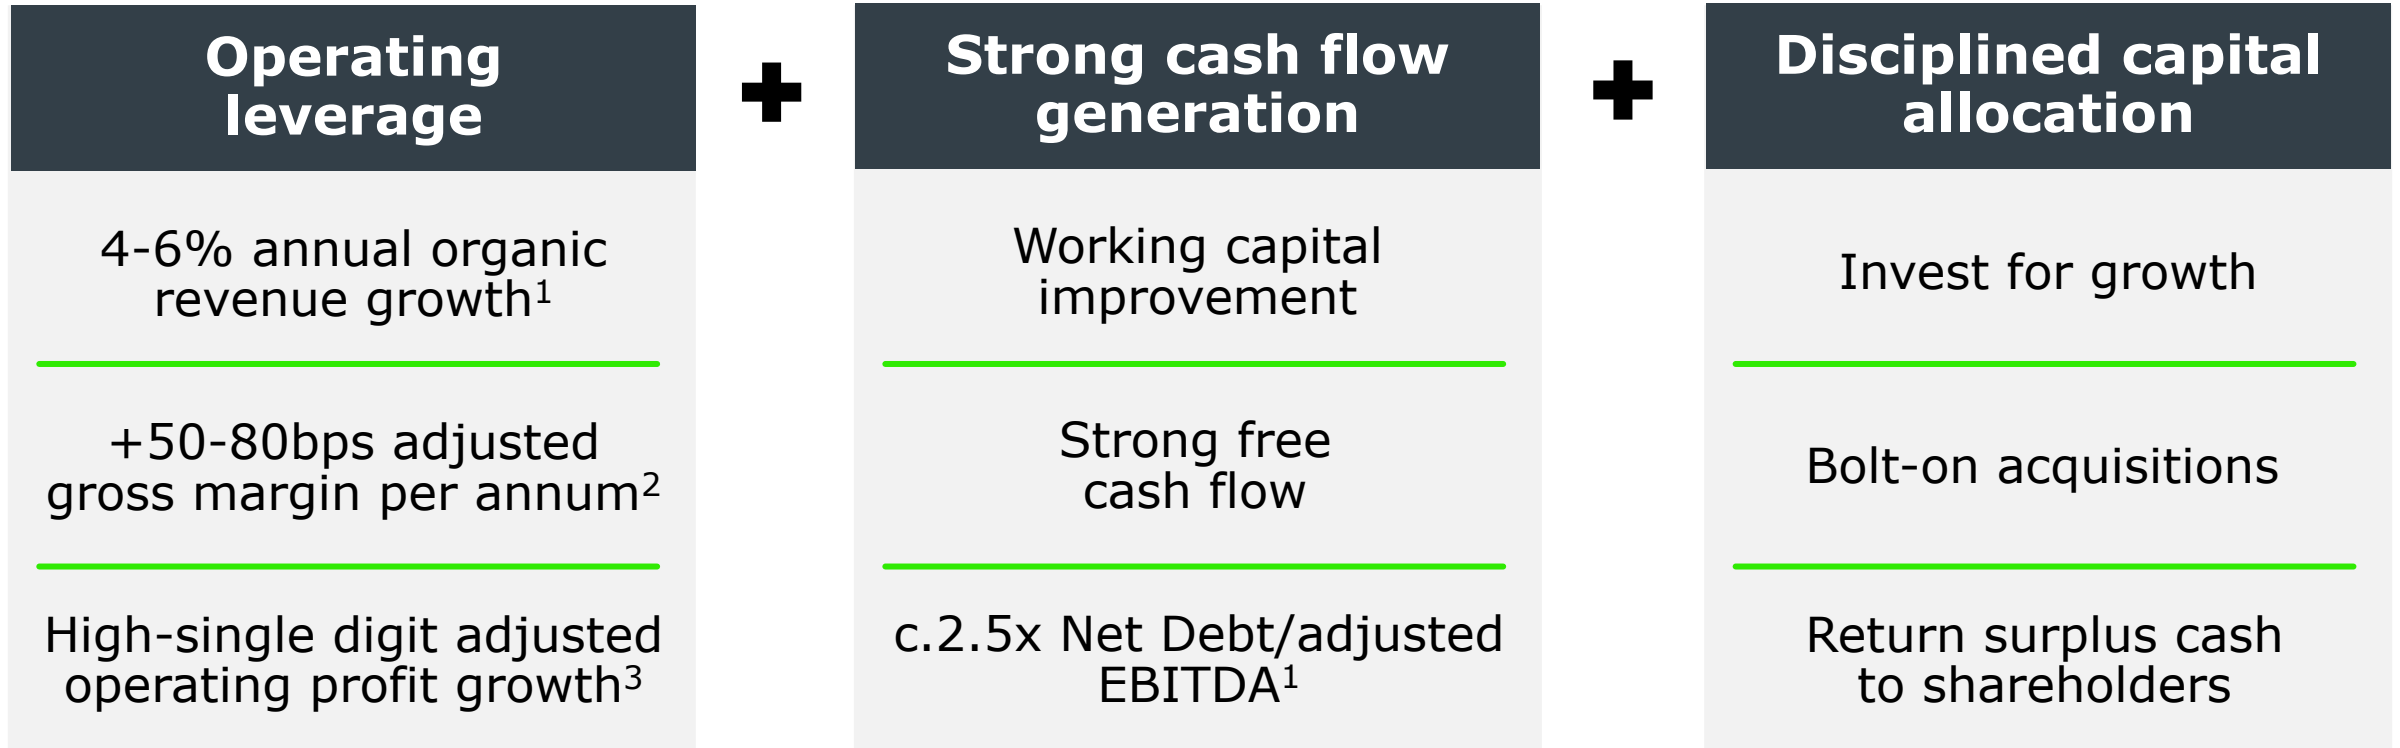 Operating
leverage
4-6% annual organic
revenue growth¹
+50-80bps adjusted
gross margin per annum²
High-single digit adjusted
operating profit growth³
Strong cash flow
generation
Working capital
improvement
Strong free
cash flow
c.2.5x Net Debt/adjusted
EBITDA¹
Disciplined capital
allocation
Invest for growth
Bolt-on acquisitions
Return surplus cash
to shareholders